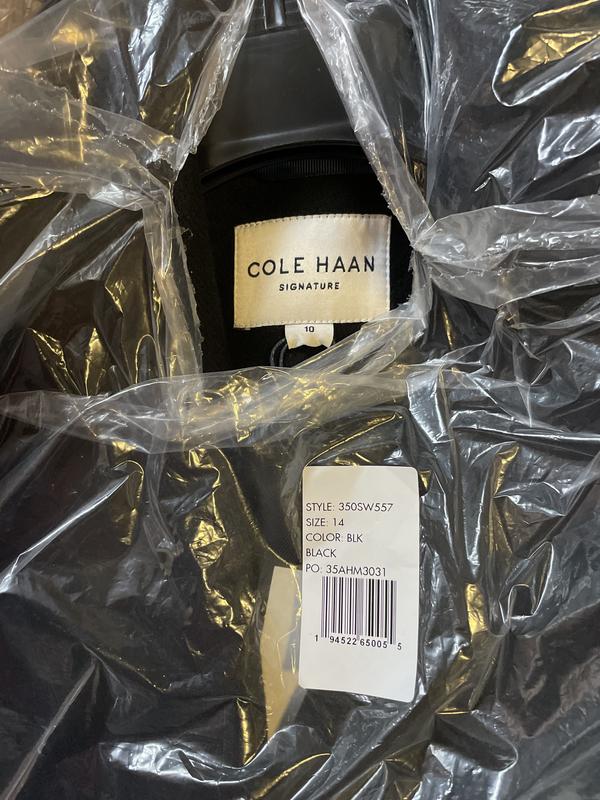 COLE HAAN
SIGNATURE
10
STYLE: 350SW557
SIZE: 14
COLOR: BLK
BLACK
PO: 35AHM3031
1 94522 65005 5